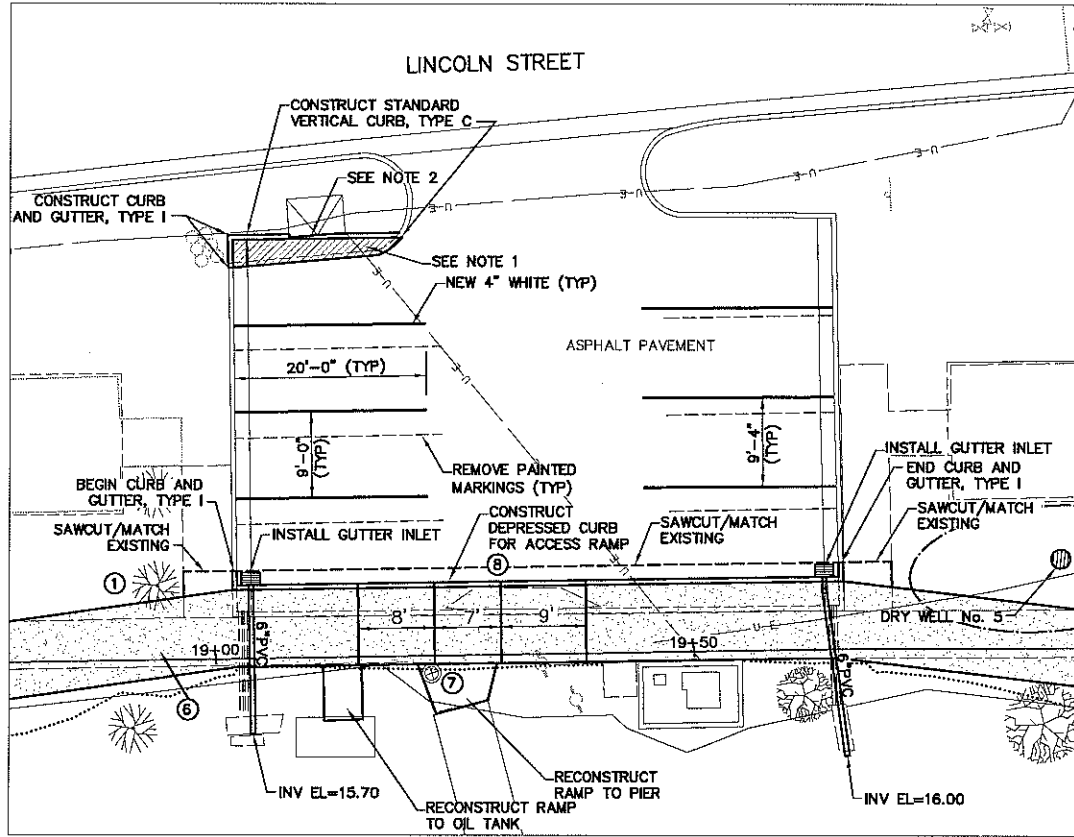 LINCOLN STREET
CONSTRUCT STANDARD
VERTICAL CURB, TYPE C
SEE NOTE 2
CONSTRUCT CURB
AND GUTTER, TYPE I
SEE NOTE 1
NEW 4" WHITE (TYP)
ASPHALT PAVEMENT
20'-0" (TYP)
9'-0"
(TYP)
9'-4"
(TYP)
REMOVE PAINTED
MARKINGS (TYP)
INSTALL GUTTER INLET
END CURB AND
GUTTER, TYPE I
BEGIN CURB AND
GUTTER, TYPE I
SAWCUT/MATCH
EXISTING
INSTALL GUTTER INLET
CONSTRUCT
DEPRESSED CURB
FOR ACCESS RAMP
SAWCUT/MATCH
EXISTING
SAWCUT/MATCH
EXISTING
1
8
8'
7'
9'
DRY WELL No. 5
19+00
19+50
6" PVC
6" PVC
6
7
RECONSTRUCT
RAMP TO PIER
RECONSTRUCT RAMP
TO OIL TANK
INV EL=15.70
INV EL=16.00
U-E
U-E
U-E
U-E
U-E
U-E
U-E
U-E